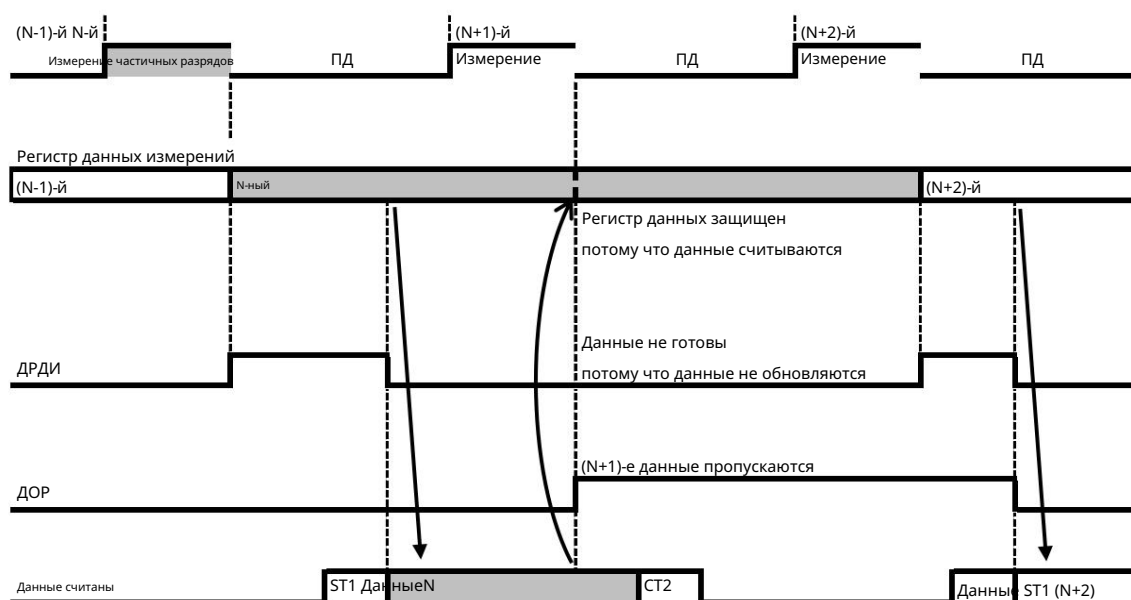 (N-1)-й N-й
(N+1)-й
(N+2)-й
Измерение частичных разрядов
ПД
Измерение
ПД
Измерение
ПД
Регистр данных измерений
(N-1)-й
N-ный
(N+2)-й
Регистр данных защищен
потому что данные считываются
Данные не готовы
ДРДИ
потому что данные не обновляются
(N+1)-е данные пропускаются
ДОР
Данные считаны
ST1 ДанныеN
СТ2
Данные ST1 (N+2)